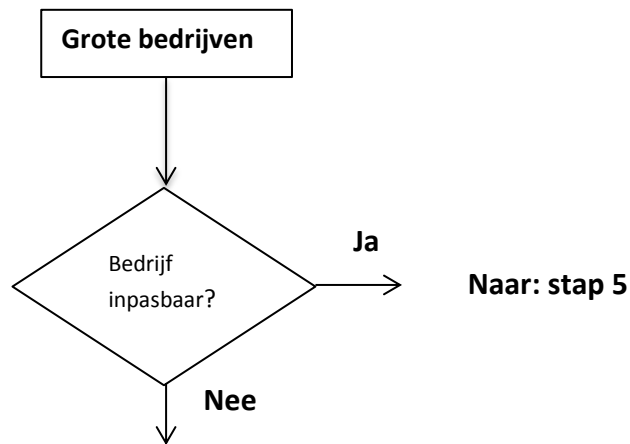 Grote bedrijven
Ja
Bedrijf
inpasbaar?
Naar: stap 5
Nee